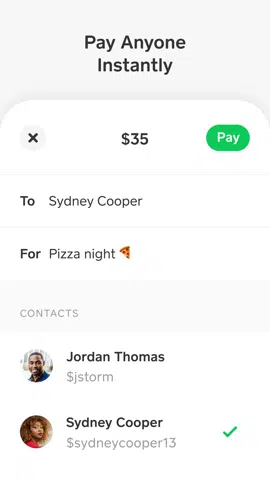 Pay Anyone
Instantly
$35
Pay
To Sydney Cooper
For Pizza night 🍕
CONTACTS
Jordan Thomas
$jstorm
Sydney Cooper
$sydneycooper13